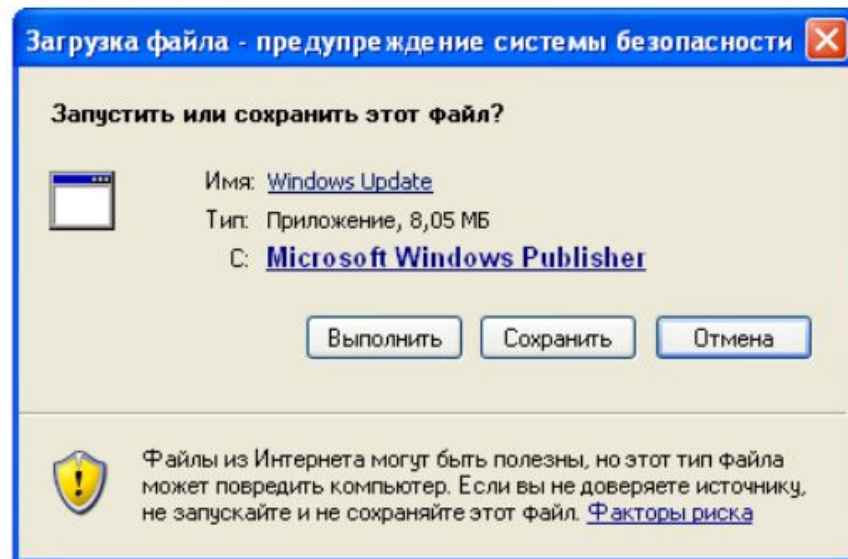 Загрузка файла - предупреждение системы безопасности
Запустить или сохранить этот файл?
Имя: Windows Update
Тип: Приложение, 8,05 МБ
С: Microsoft Windows Publisher
Выполнить Сохранить Отмена
Файлы из Интернета могут быть полезны, но этот тип файла
может повредить компьютер. Если вы не доверяете источнику,
не запускайте и не сохраняйте этот файл. Факторы риска